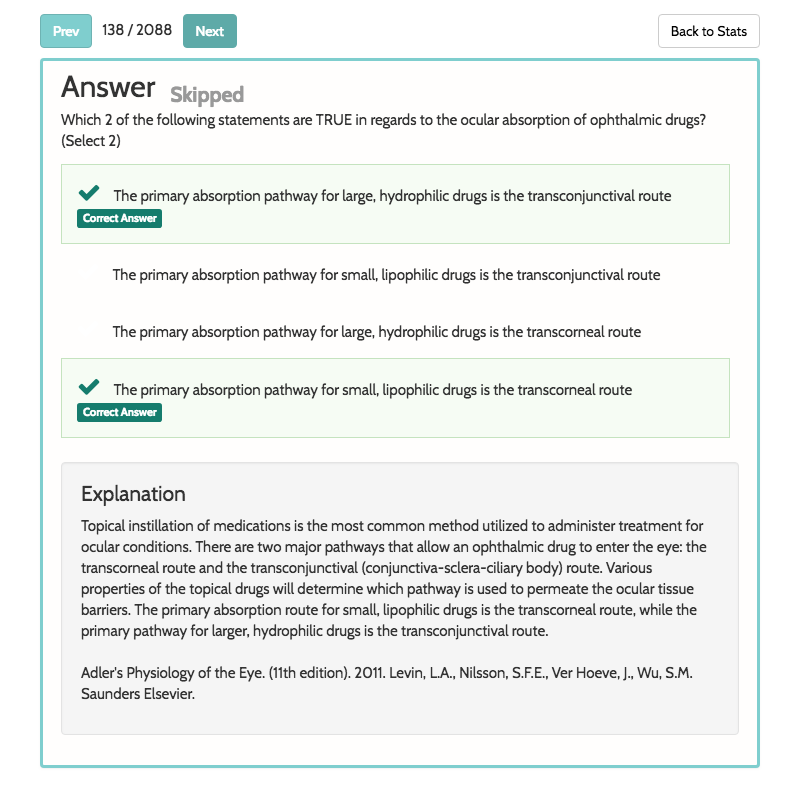 Prev 138 / 2088 Next Back to Stats
Answer Skipped
Which 2 of the following statements are TRUE in regards to the ocular absorption of ophthalmic drugs?
(Select 2)
The primary absorption pathway for large, hydrophilic drugs is the transconjunctival route
Correct Answer
The primary absorption pathway for small, lipophilic drugs is the transconjunctival route
The primary absorption pathway for large, hydrophilic drugs is the transcorneal route
The primary absorption pathway for small, lipophilic drugs is the transcorneal route
Correct Answer
Explanation
Topical instillation of medications is the most common method utilized to administer treatment for
ocular conditions. There are two major pathways that allow an ophthalmic drug to enter the eye: the
transcorneal route and the transconjunctival (conjunctiva-sclera-ciliary body) route. Various
properties of the topical drugs will determine which pathway is used to permeate the ocular tissue
barriers. The primary absorption route for small, lipophilic drugs is the transcorneal route, while the
primary pathway for larger, hydrophilic drugs is the transconjunctival route.
Adler's Physiology of the Eye. (11th edition). 2011. Levin, L.A., Nilsson, S.F.E., Ver Hoeve, J., Wu, S.M.
Saunders Elsevier.